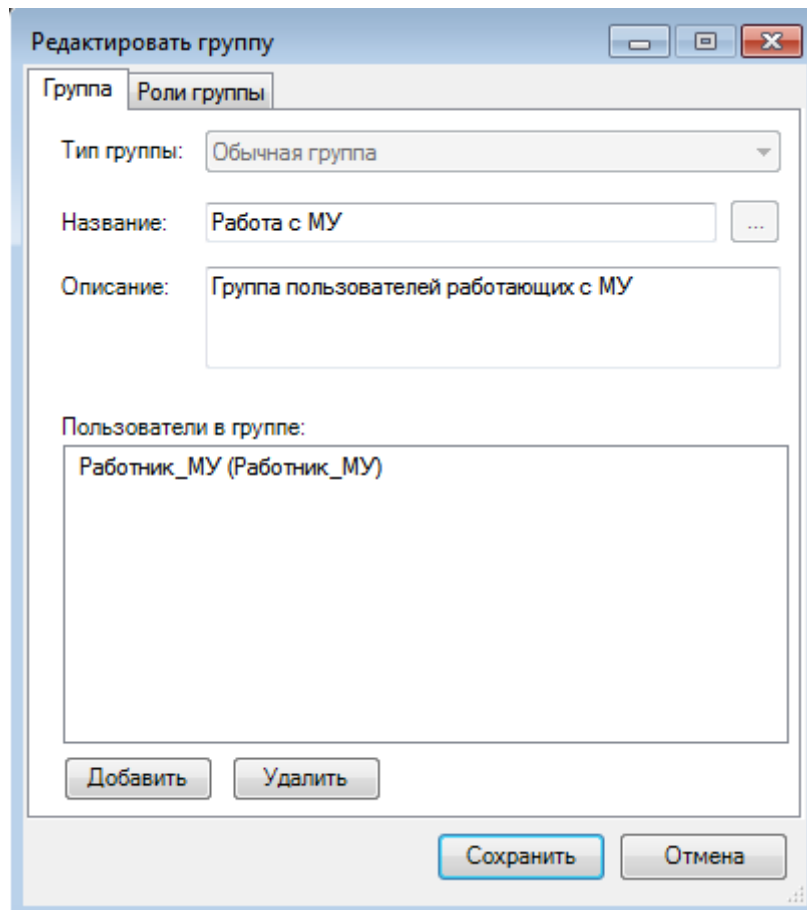 Редактировать группу
Группа Роли группы
Тип группы: Обычная группа
Название: Работа с МУ ...
Описание: Группа пользователей работающих с МУ
Пользователи в группе:
Работник_МУ (Работник_МУ)
Добавить Удалить
Сохранить Отмена